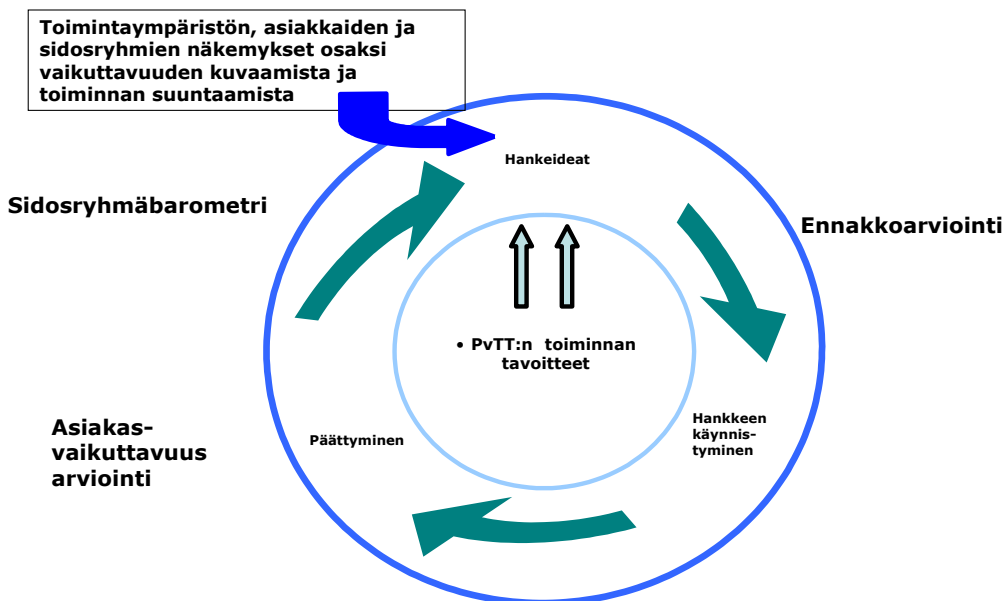 Toimintaympäristön, asiakkaiden ja
sidosryhmien näkemykset osaksi
vaikuttavuuden kuvaamista ja
toiminnan suuntaamista
Hankeideat
Sidosryhmäbarometri
Ennakkoarviointi
• PvTT:n toiminnan
tavoitteet
Asiakas-
vaikuttavuus
arviointi
Päättyminen
Hankkeen
käynnis-
tyminen